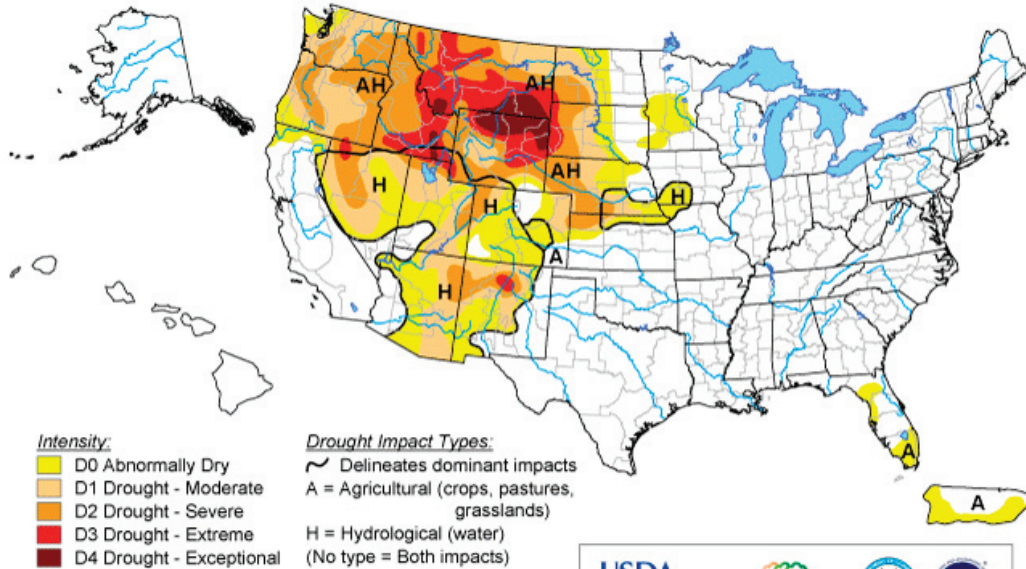 AH
AH
AH
H
H
H
A
H
A
A
Intensity:
D0 Abnormally Dry
D1 Drought - Moderate
D2 Drought - Severe
D3 Drought - Extreme
D4 Drought - Exceptional
Drought Impact Types:
Delineates dominant impacts
A = Agricultural (crops, pastures,
grasslands)
H = Hydrological (water)
(No type = Both impacts)
USDA